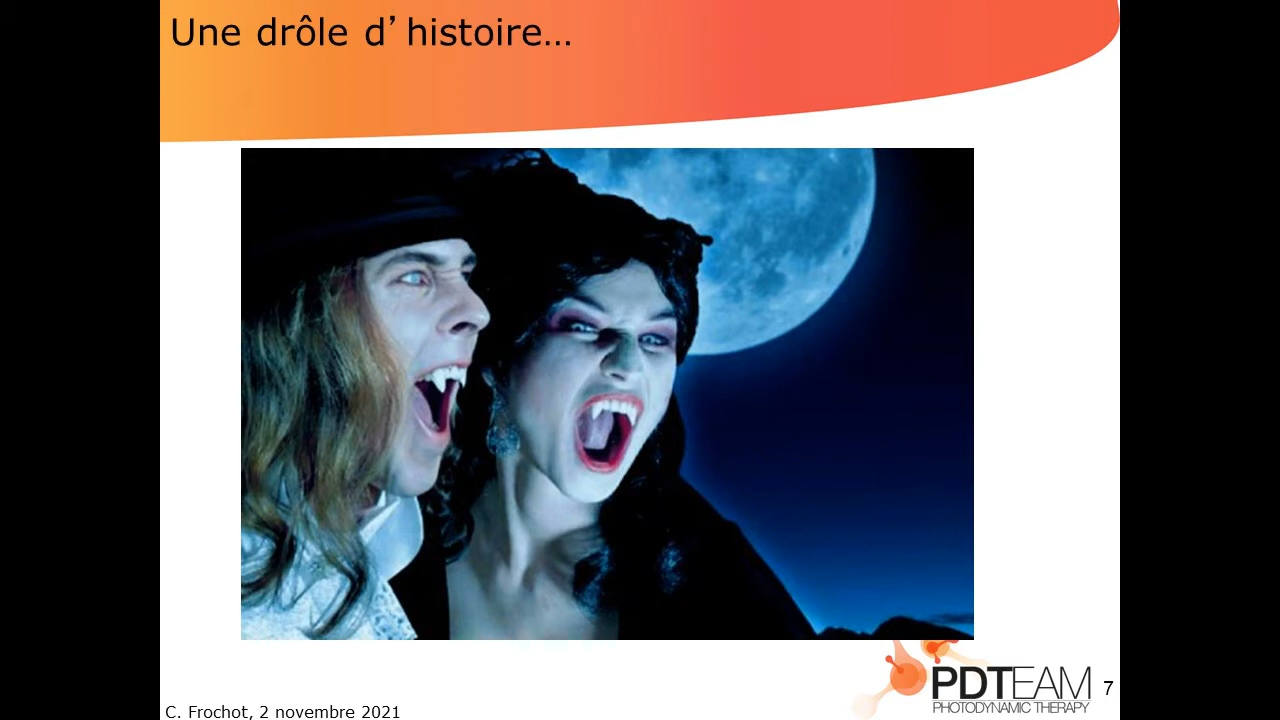 Une drôle d’histoire…
PDTEAM
PHOTODYNAMIC THERAPY
7
C. Frochot, 2 novembre 2021